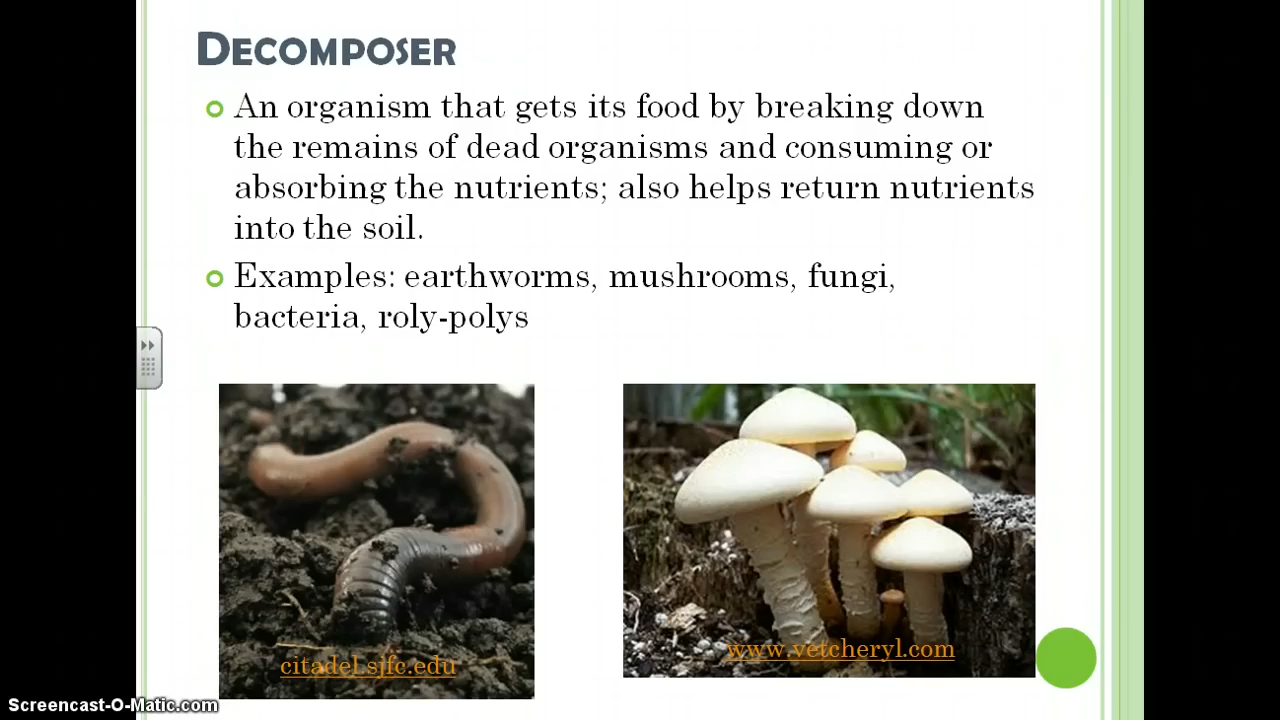 DECOMPOSER
An organism that gets its food by breaking down
the remains of dead organisms and consuming or
absorbing the nutrients; also helps return nutrients
into the soil.
Examples: earthworms, mushrooms, fungi,
bacteria, roly-polys
citadel.sjfc.edu
www.vetcheryl.com
Screencast-O-Matic.com